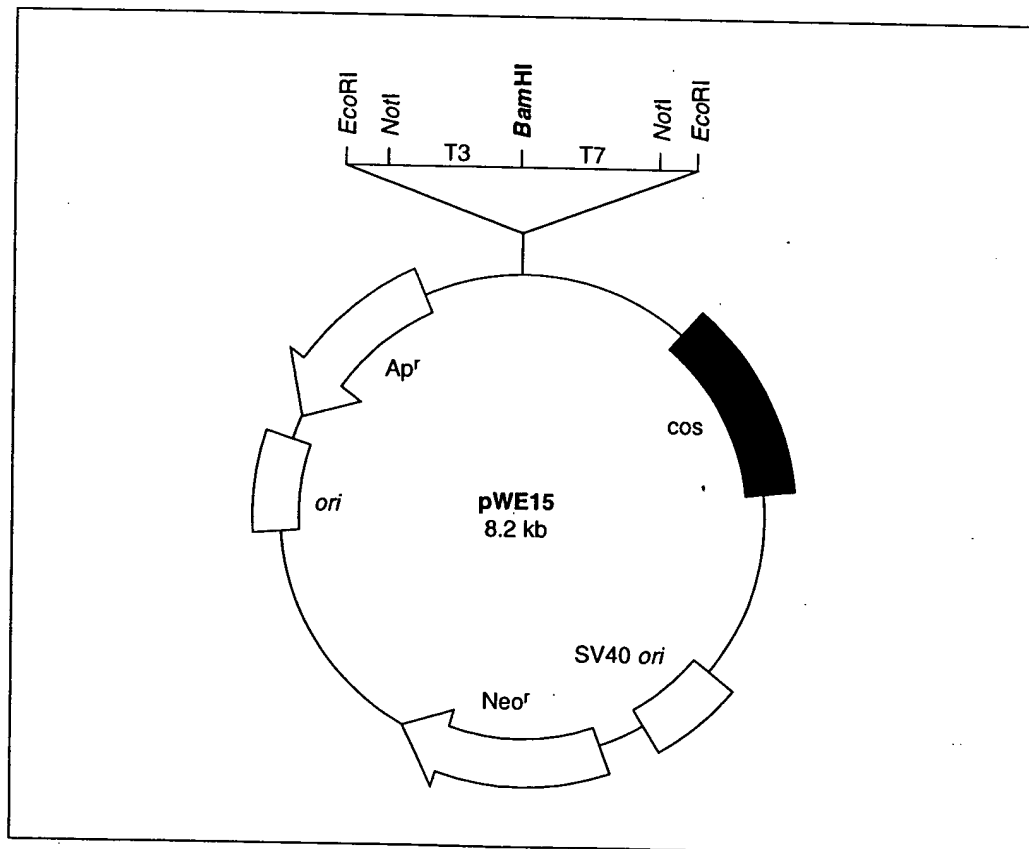 EcoRI NotI BamHI NotI EcoRI
T3 T7
Apʳ
cos
ori
pWE15
8.2 kb
SV40 ori
Neoʳ